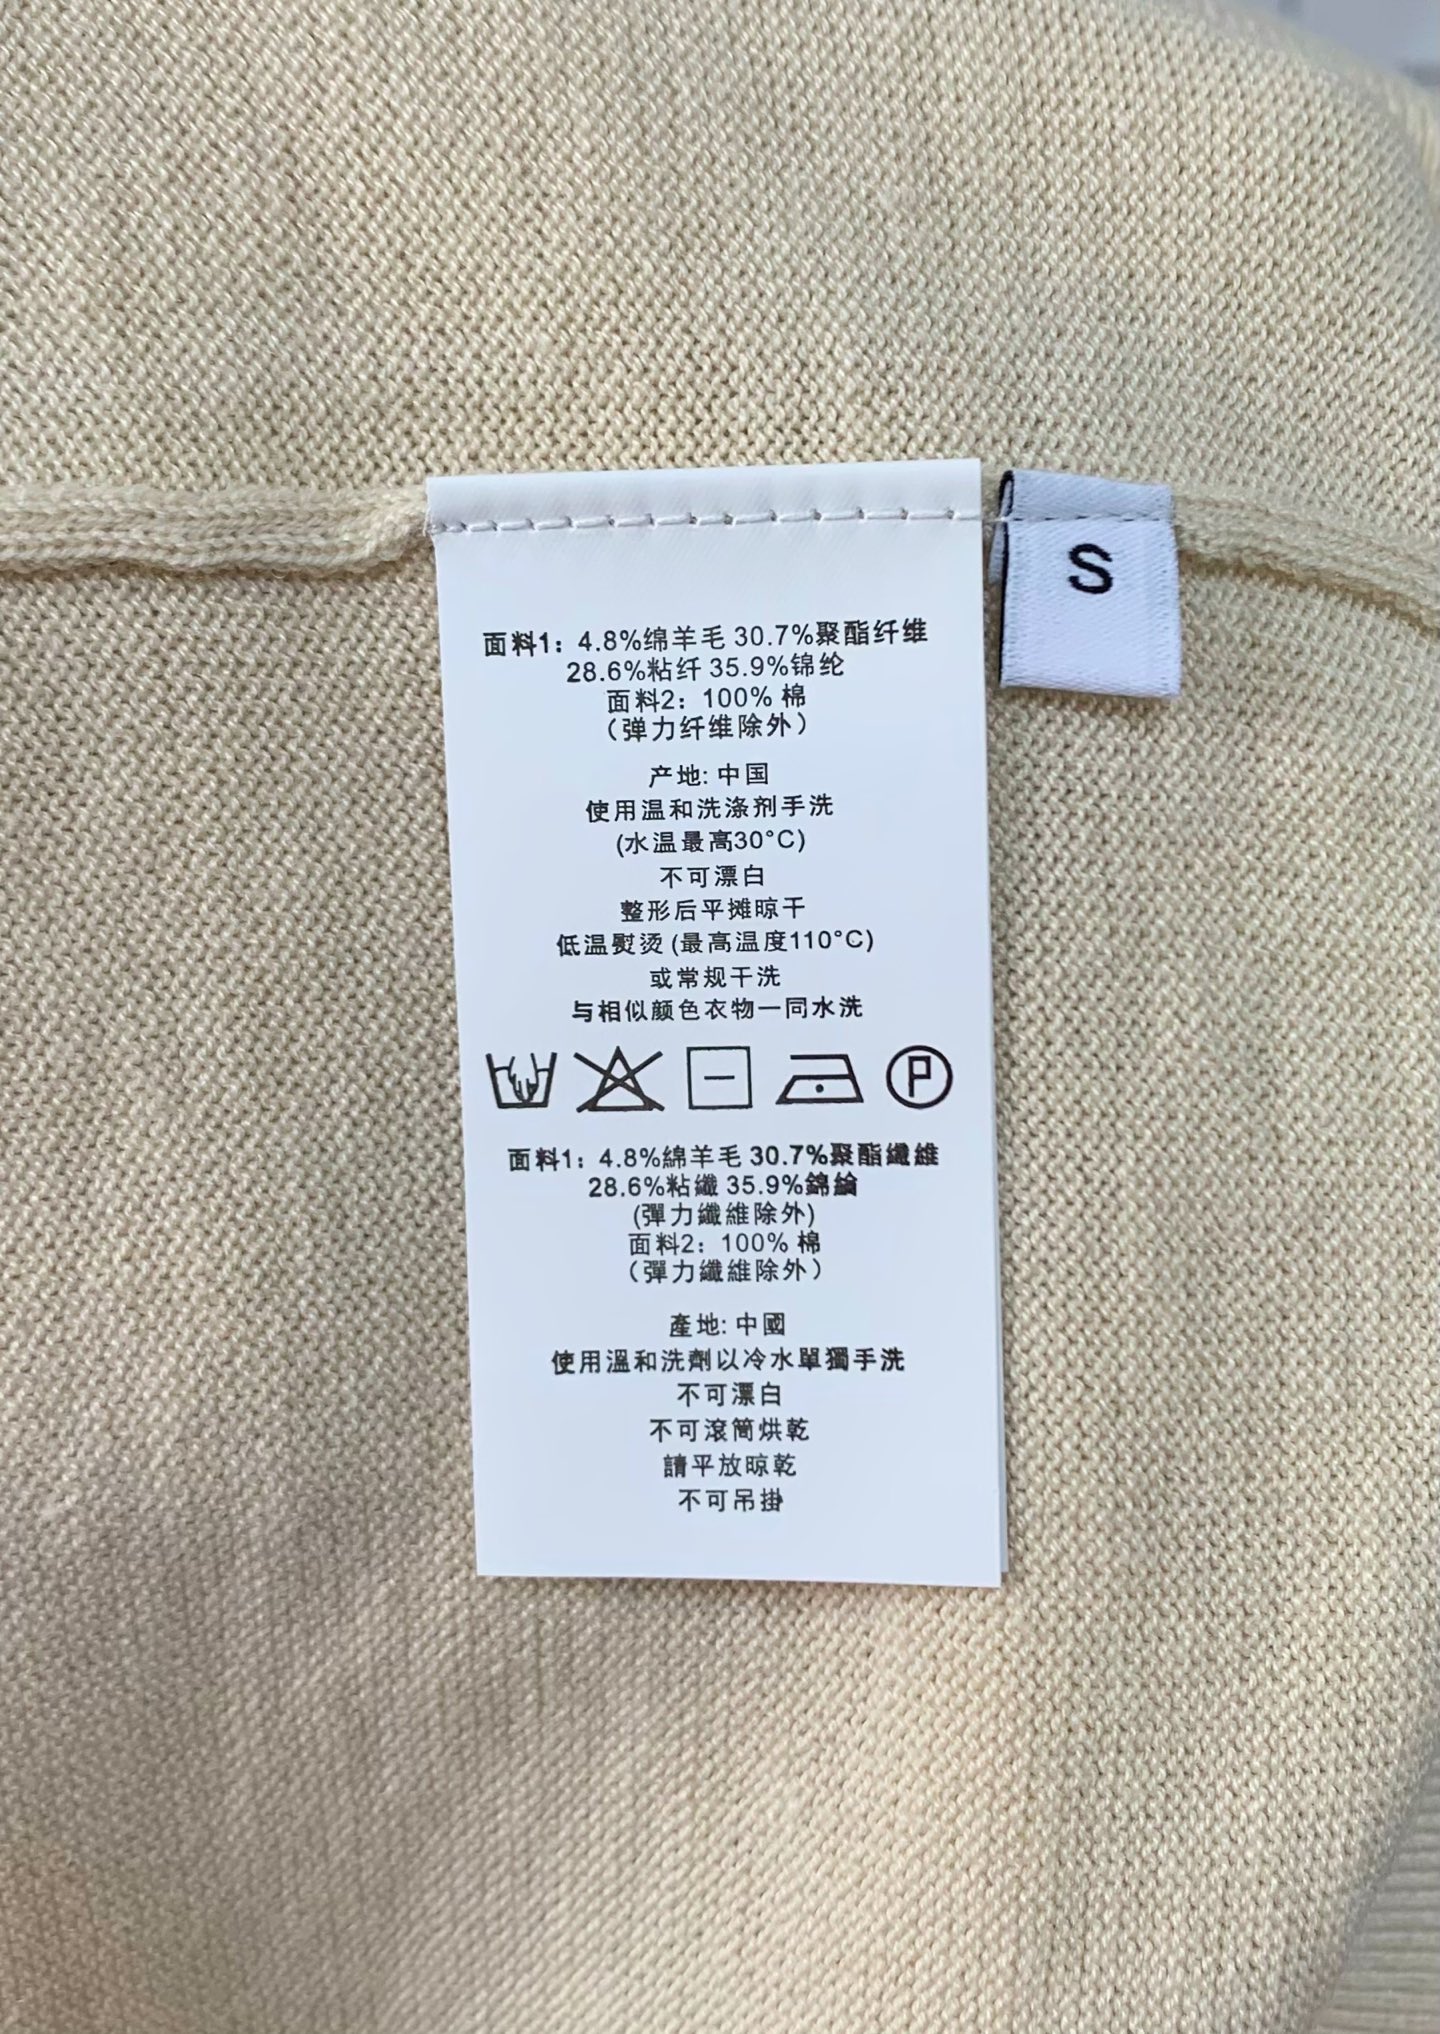 S
面料1：4.8%绵羊毛 30.7%聚酯纤维
28.6%粘纤 35.9%锦纶
面料2：100% 棉
（弹力纤维除外）
产地: 中国
使用温和洗涤剂手洗
(水温最高30°C)
不可漂白
整形后平摊晾干
低温熨烫 (最高温度110°C)
或常规干洗
与相似颜色衣物一同水洗
P
面料1：4.8%綿羊毛 30.7%聚酯纖維
28.6%粘纖 35.9%錦綸
(彈力纖維除外)
面料2：100% 棉
（彈力纖維除外）
產地: 中國
使用溫和洗劑以冷水單獨手洗
不可漂白
不可滾筒烘乾
請平放晾乾
不可吊掛